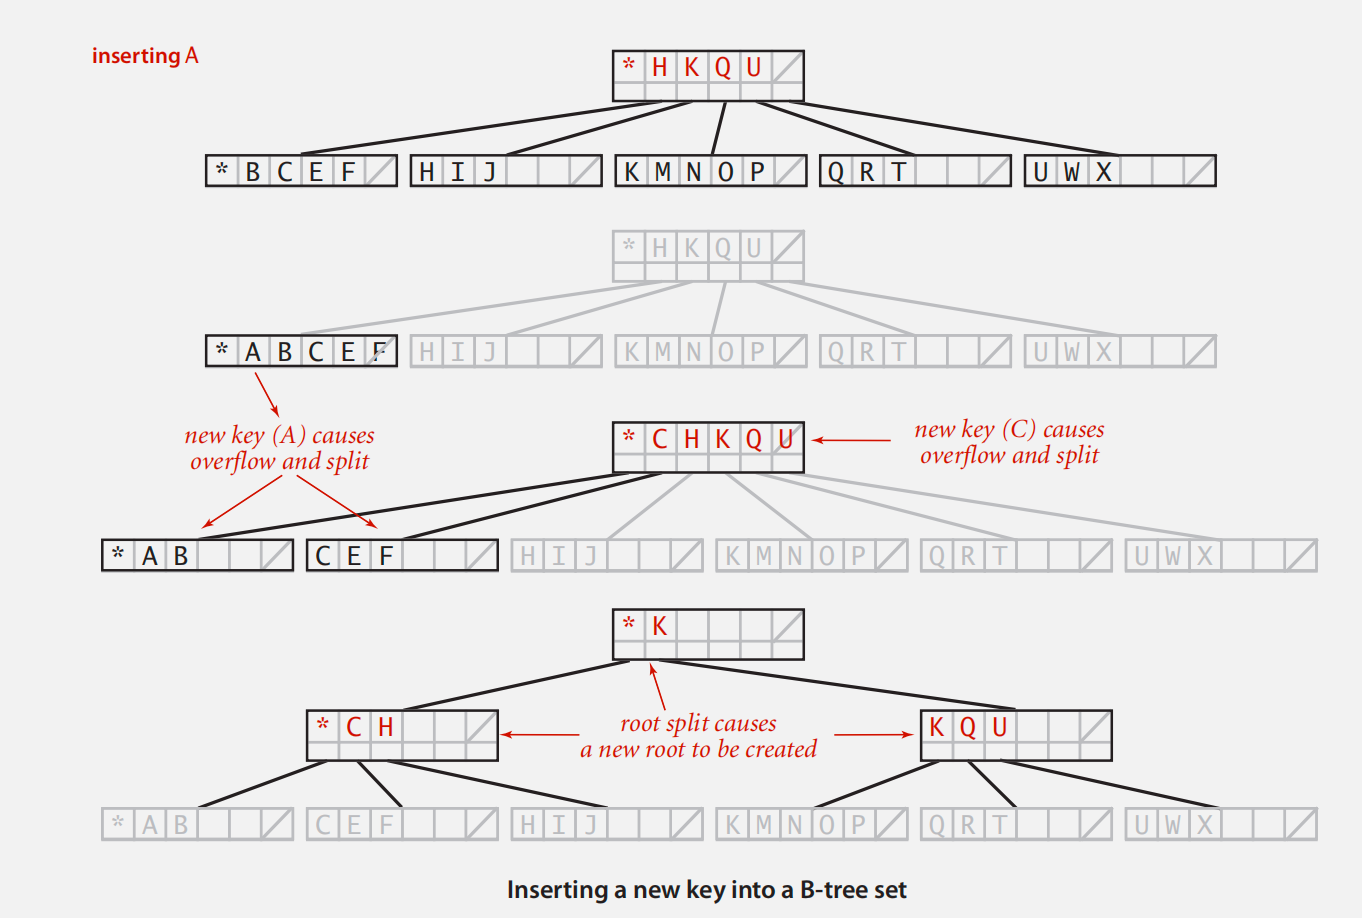 inserting A
* H K Q U
* B C E F H I J K M N O P Q R T U W X
* H K Q U
* A B C E F H I J K M N O P Q R T U W X
new key (A) causes
overflow and split
* C H K Q U
new key (C) causes
overflow and split
* A B C E F H I J K M N O P Q R T U W X
* K
root split causes
a new root to be created
* C H K Q U
* A B C E F H I J K M N O P Q R T U W X
Inserting a new key into a B-tree set